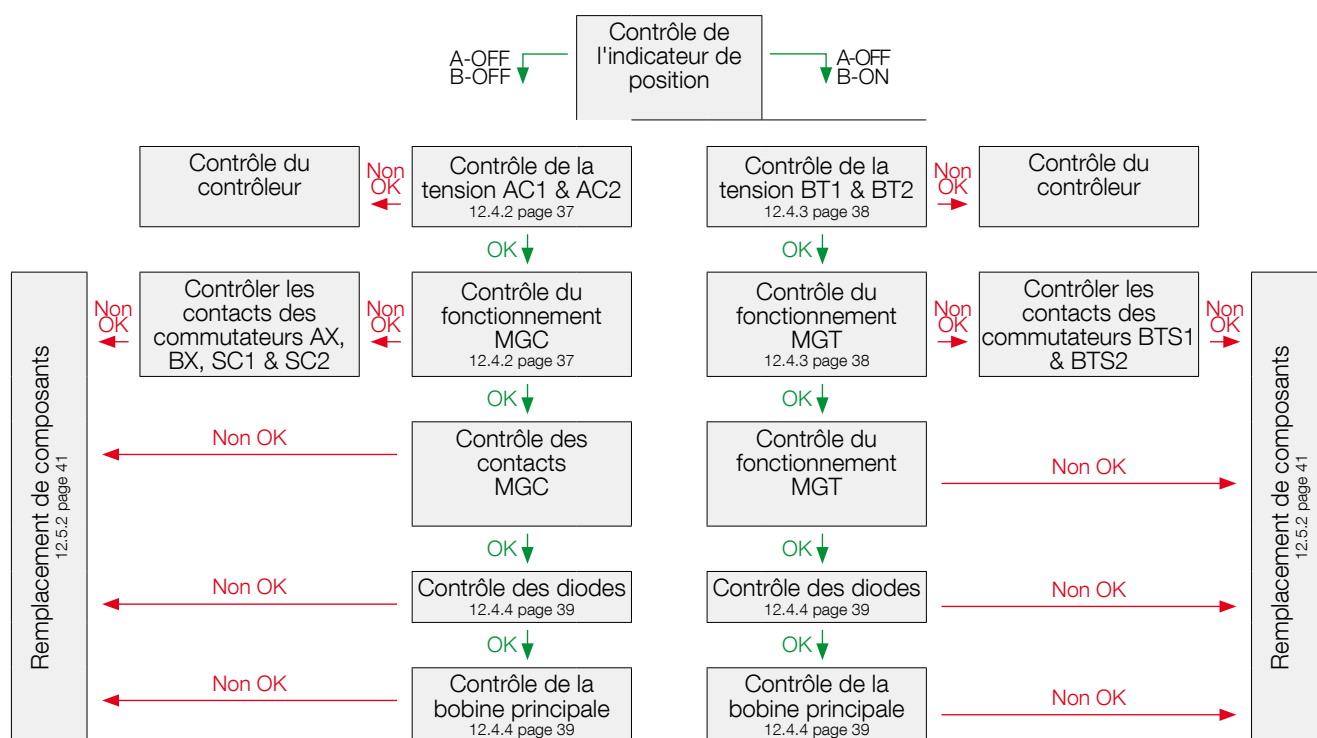 Contrôle de
l'indicateur de
position
A-OFF
B-OFF
A-OFF
B-ON
Contrôle du
contrôleur
Non
OK
Contrôle de la
tension AC1 & AC2
12.4.2 page 37
Contrôle de la
tension BT1 & BT2
12.4.3 page 38
Non
OK
Contrôle du
contrôleur
OK
OK
Remplacement de composants
12.5.2 page 41
Non
OK
Contrôler les
contacts des
commutateurs AX,
BX, SC1 & SC2
Non
OK
Contrôle du
fonctionnement
MGC
12.4.2 page 37
Contrôle du
fonctionnement
MGT
12.4.3 page 38
Non
OK
Contrôler les
contacts des
commutateurs BTS1
& BTS2
Non
OK
Remplacement de composants
12.5.2 page 41
OK
OK
Non OK
Contrôle des
contacts
MGC
Contrôle du
fonctionnement
MGT
Non OK
OK
OK
Non OK
Contrôle des diodes
12.4.4 page 39
Contrôle des diodes
12.4.4 page 39
Non OK
OK
OK
Non OK
Contrôle de la
bobine principale
12.4.4 page 39
Contrôle de la
bobine principale
12.4.4 page 39
Non OK